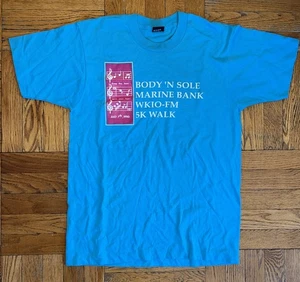 BODY 'N SOLE
MARINE BANK
WKIO-FM
5K WALK